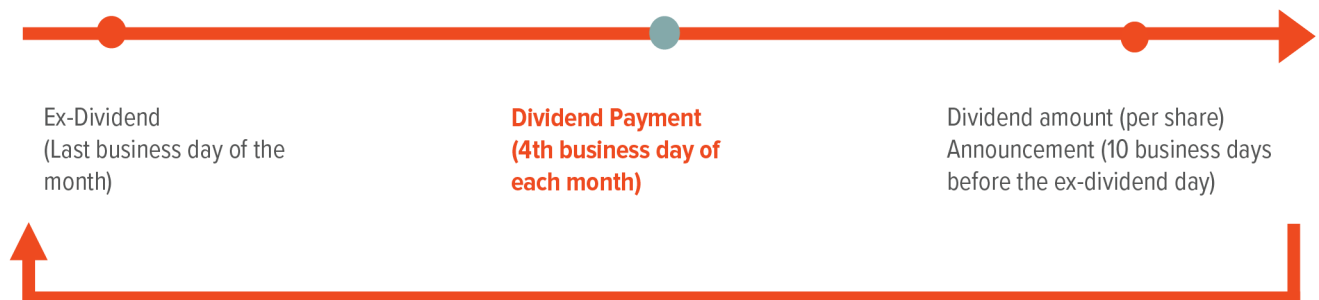 Ex-Dividend
(Last business day of the
month)
Dividend Payment
(4th business day of
each month)
Dividend amount (per share)
Announcement (10 business days
before the ex-dividend day)